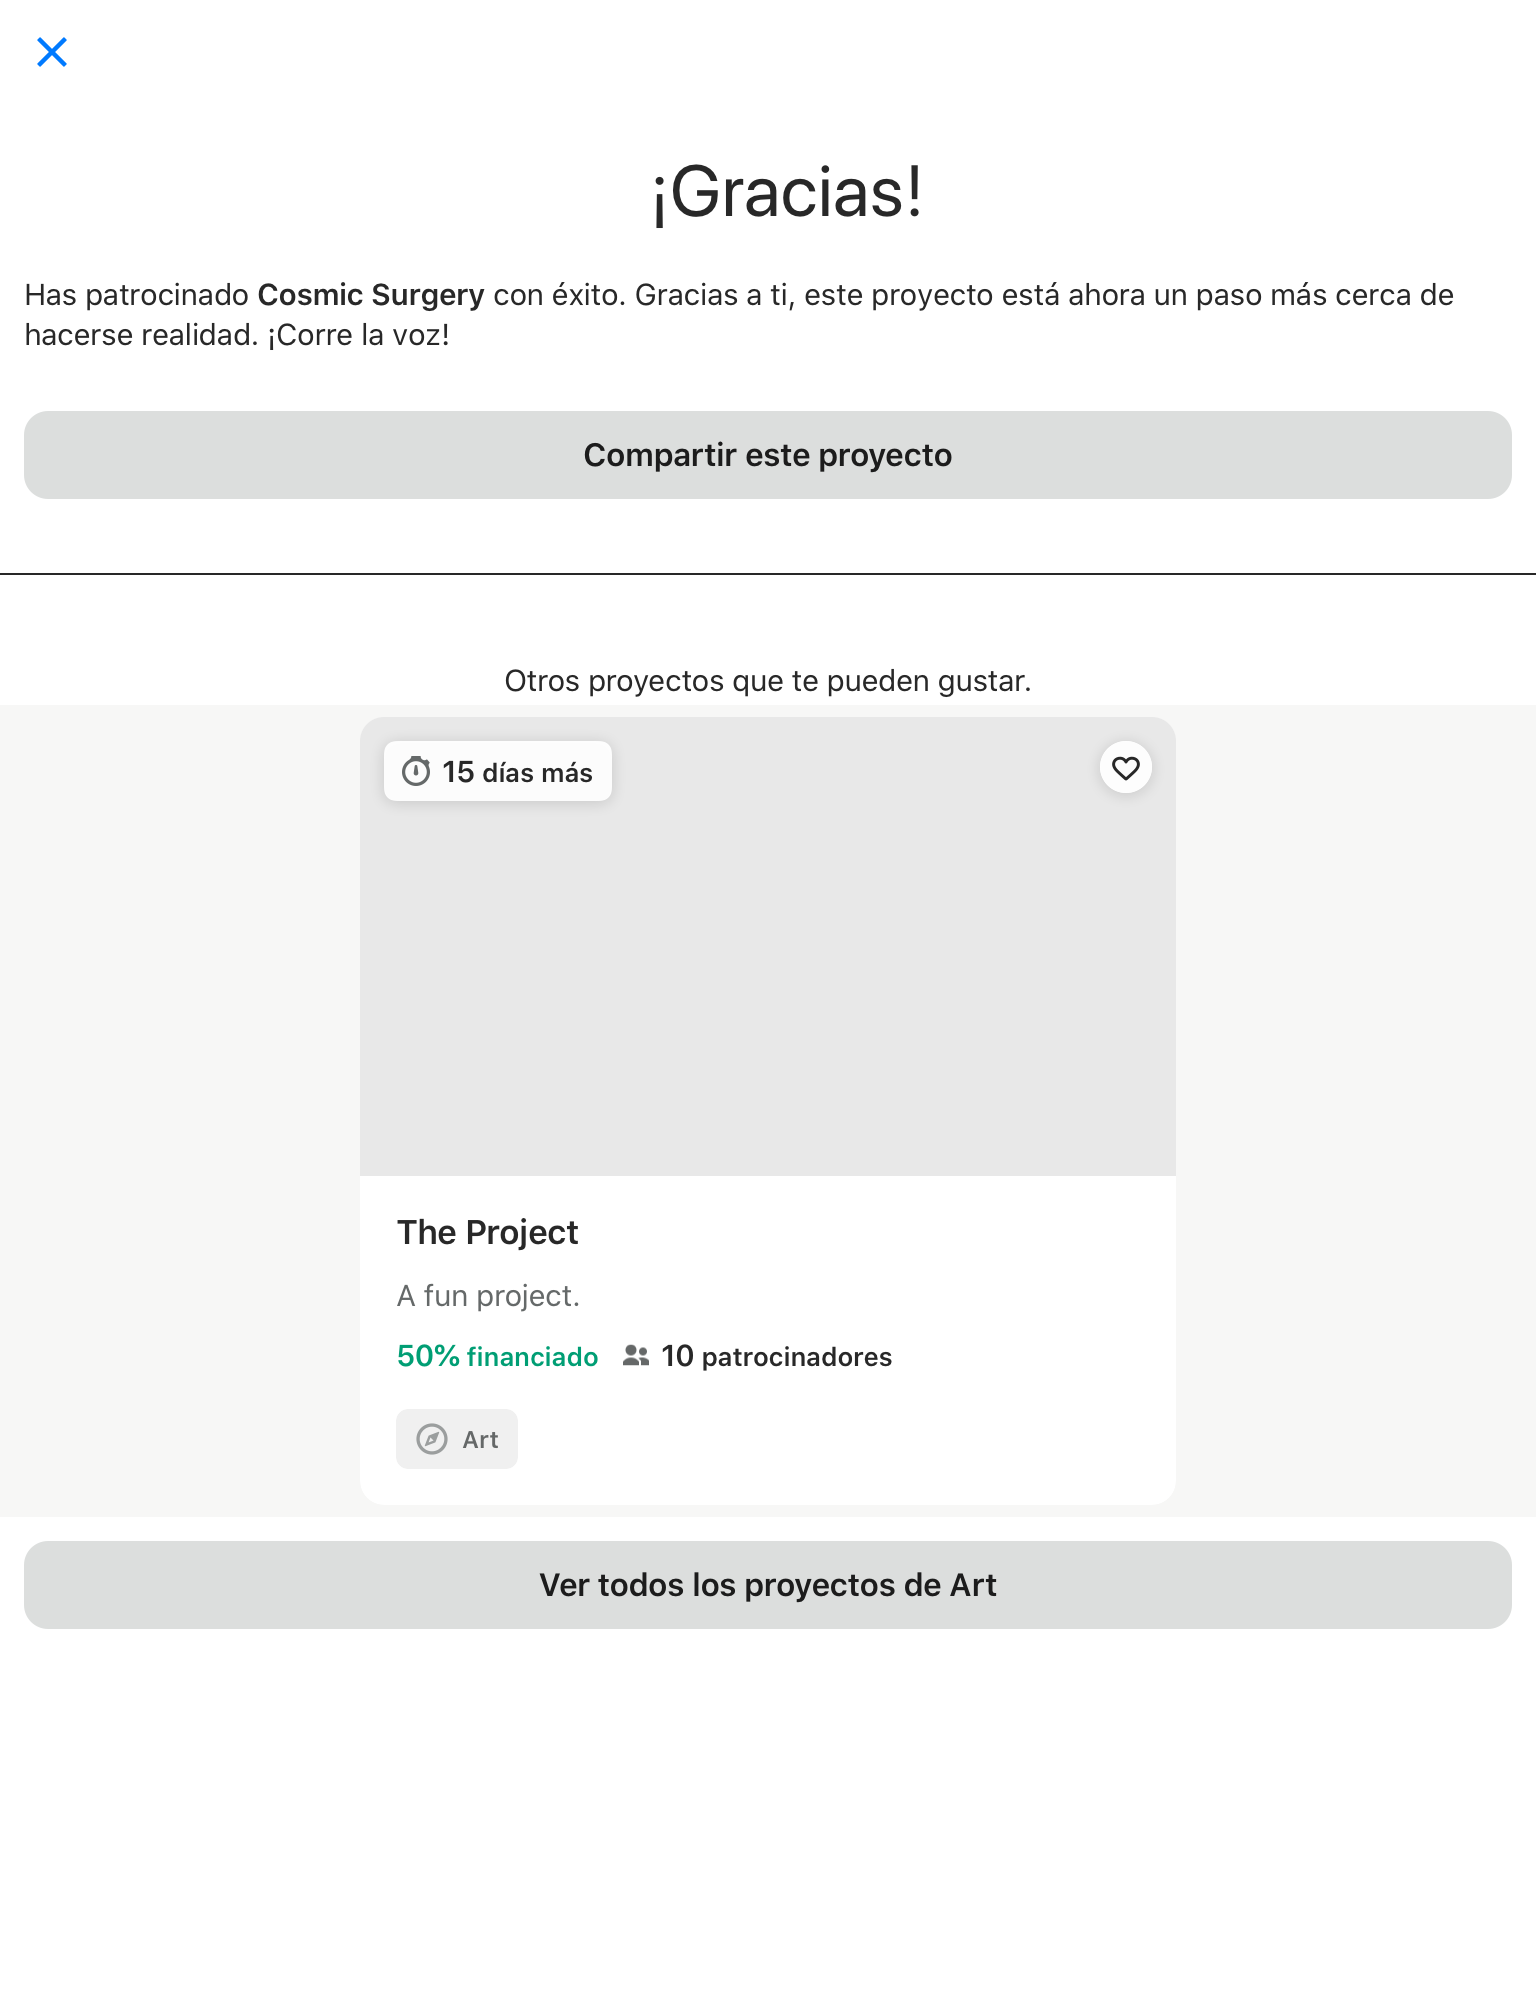 ¡Gracias!
Has patrocinado Cosmic Surgery con éxito. Gracias a ti, este proyecto está ahora un paso más cerca de
hacerse realidad. ¡Corre la voz!
Compartir este proyecto
Otros proyectos que te pueden gustar.
15 días más
The Project
A fun project.
50% financiado 10 patrocinadores
Art
Ver todos los proyectos de Art